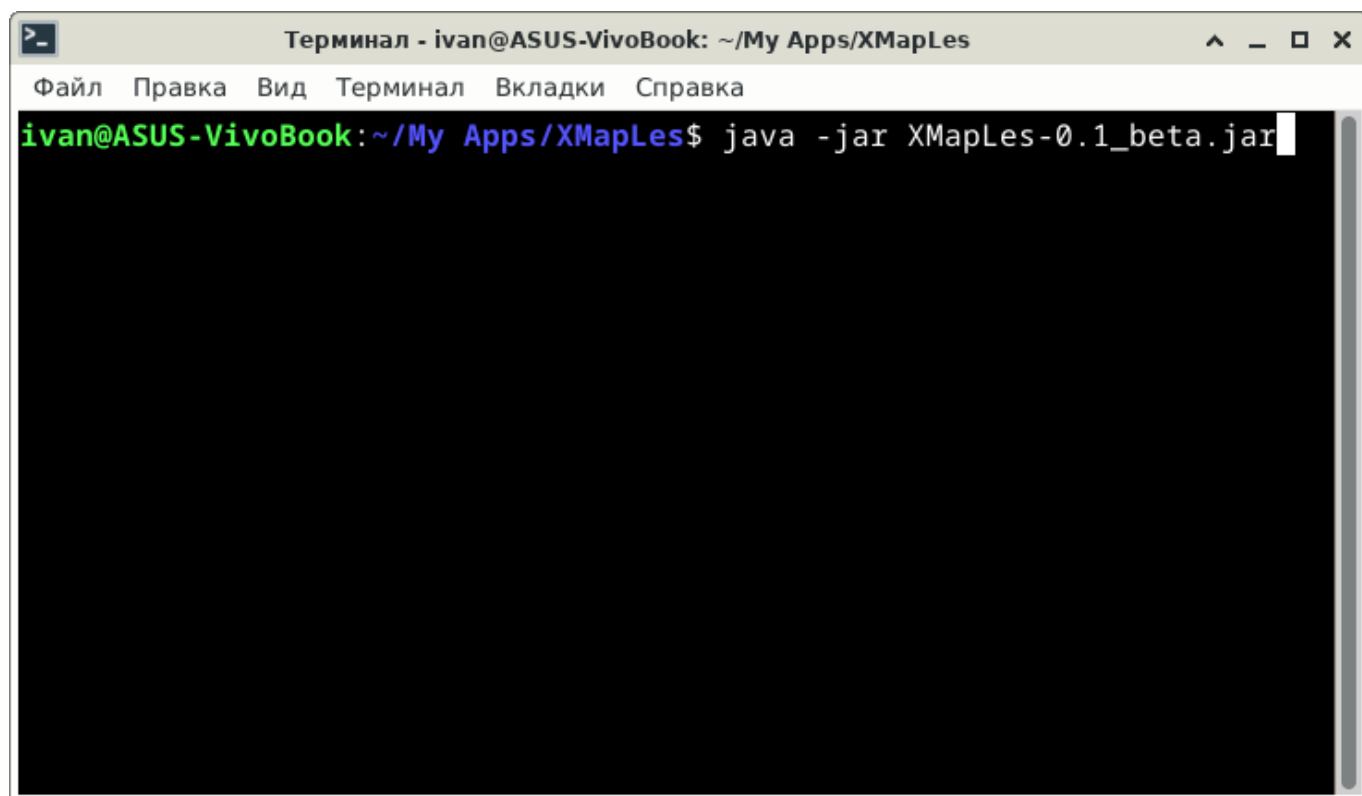 Терминал - ivan@ASUS-VivoBook: ~/My Apps/XMapLes
Файл Правка Вид Терминал Вкладки Справка
ivan@ASUS-VivoBook:~/My Apps/XMapLes$ java -jar XMapLes-0.1_beta.jar